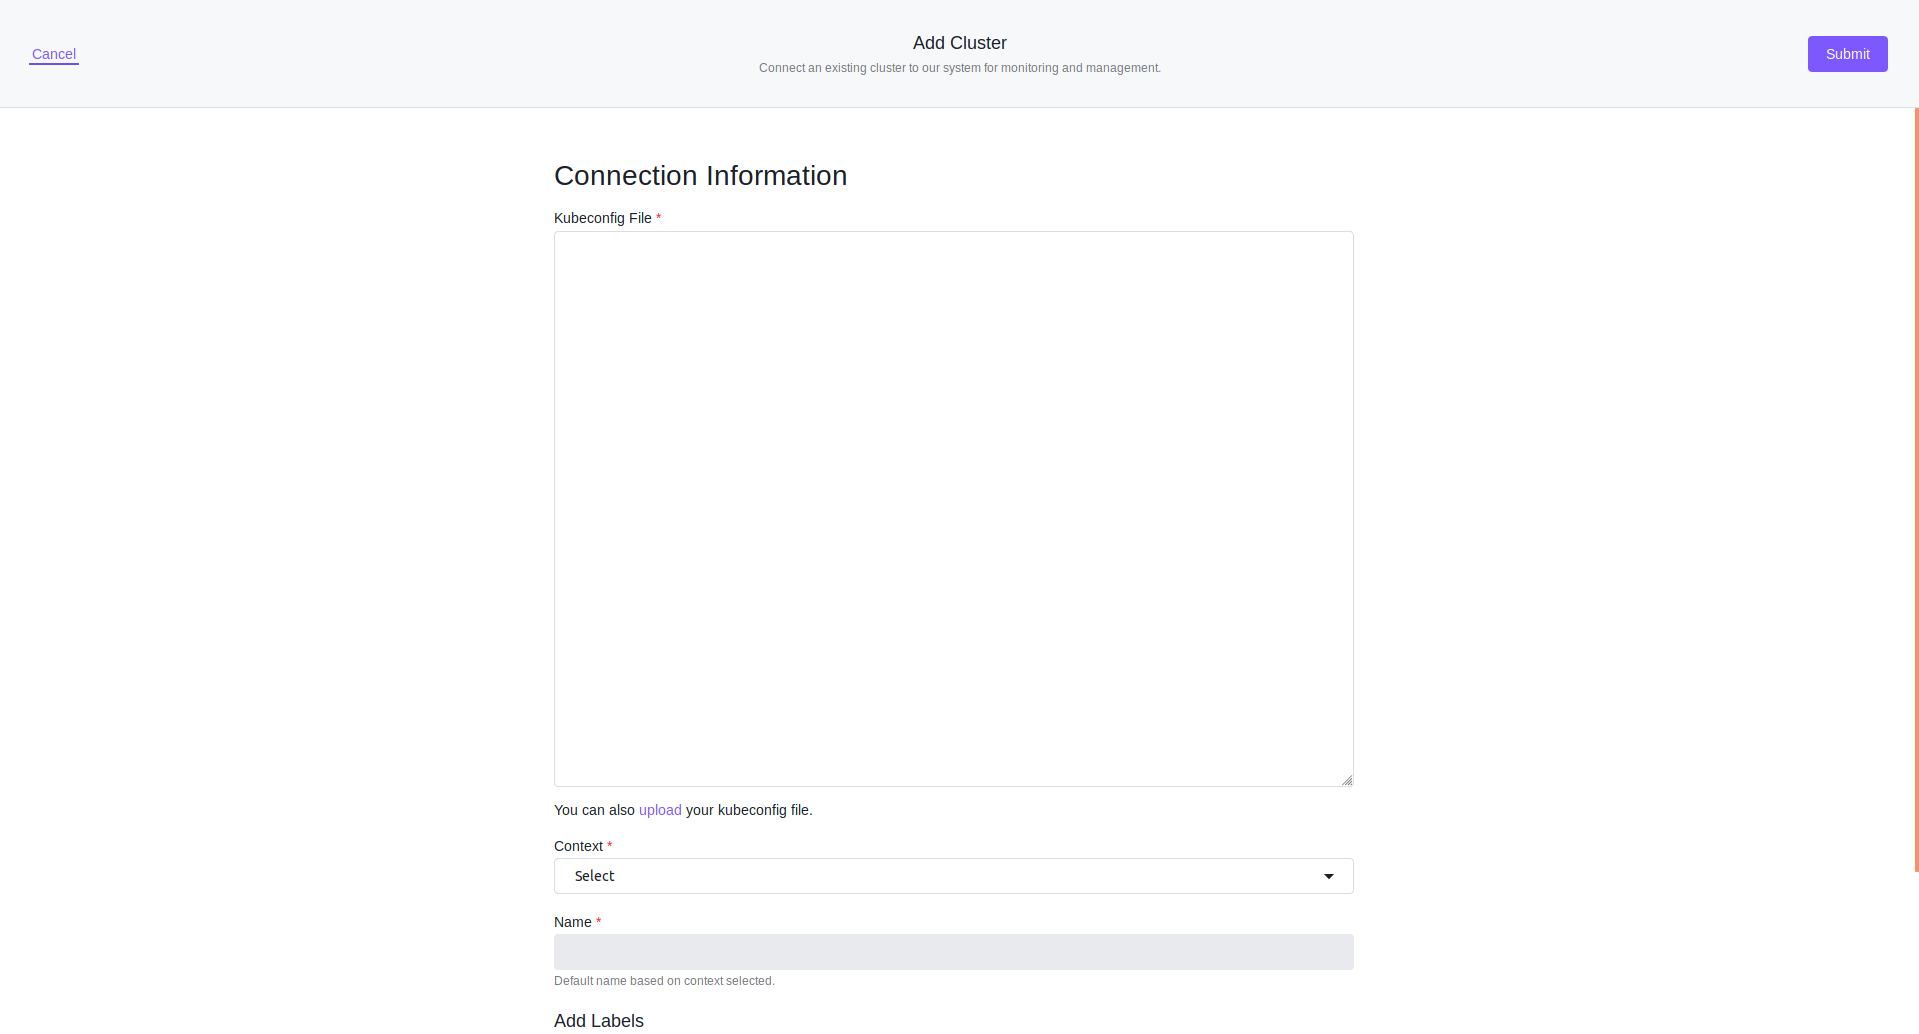 Cancel
Add Cluster
Connect an existing cluster to our system for monitoring and management.
Submit
Connection Information
Kubeconfig File *
You can also upload your kubeconfig file.
Context *
Select
Name *
Default name based on context selected.
Add Labels